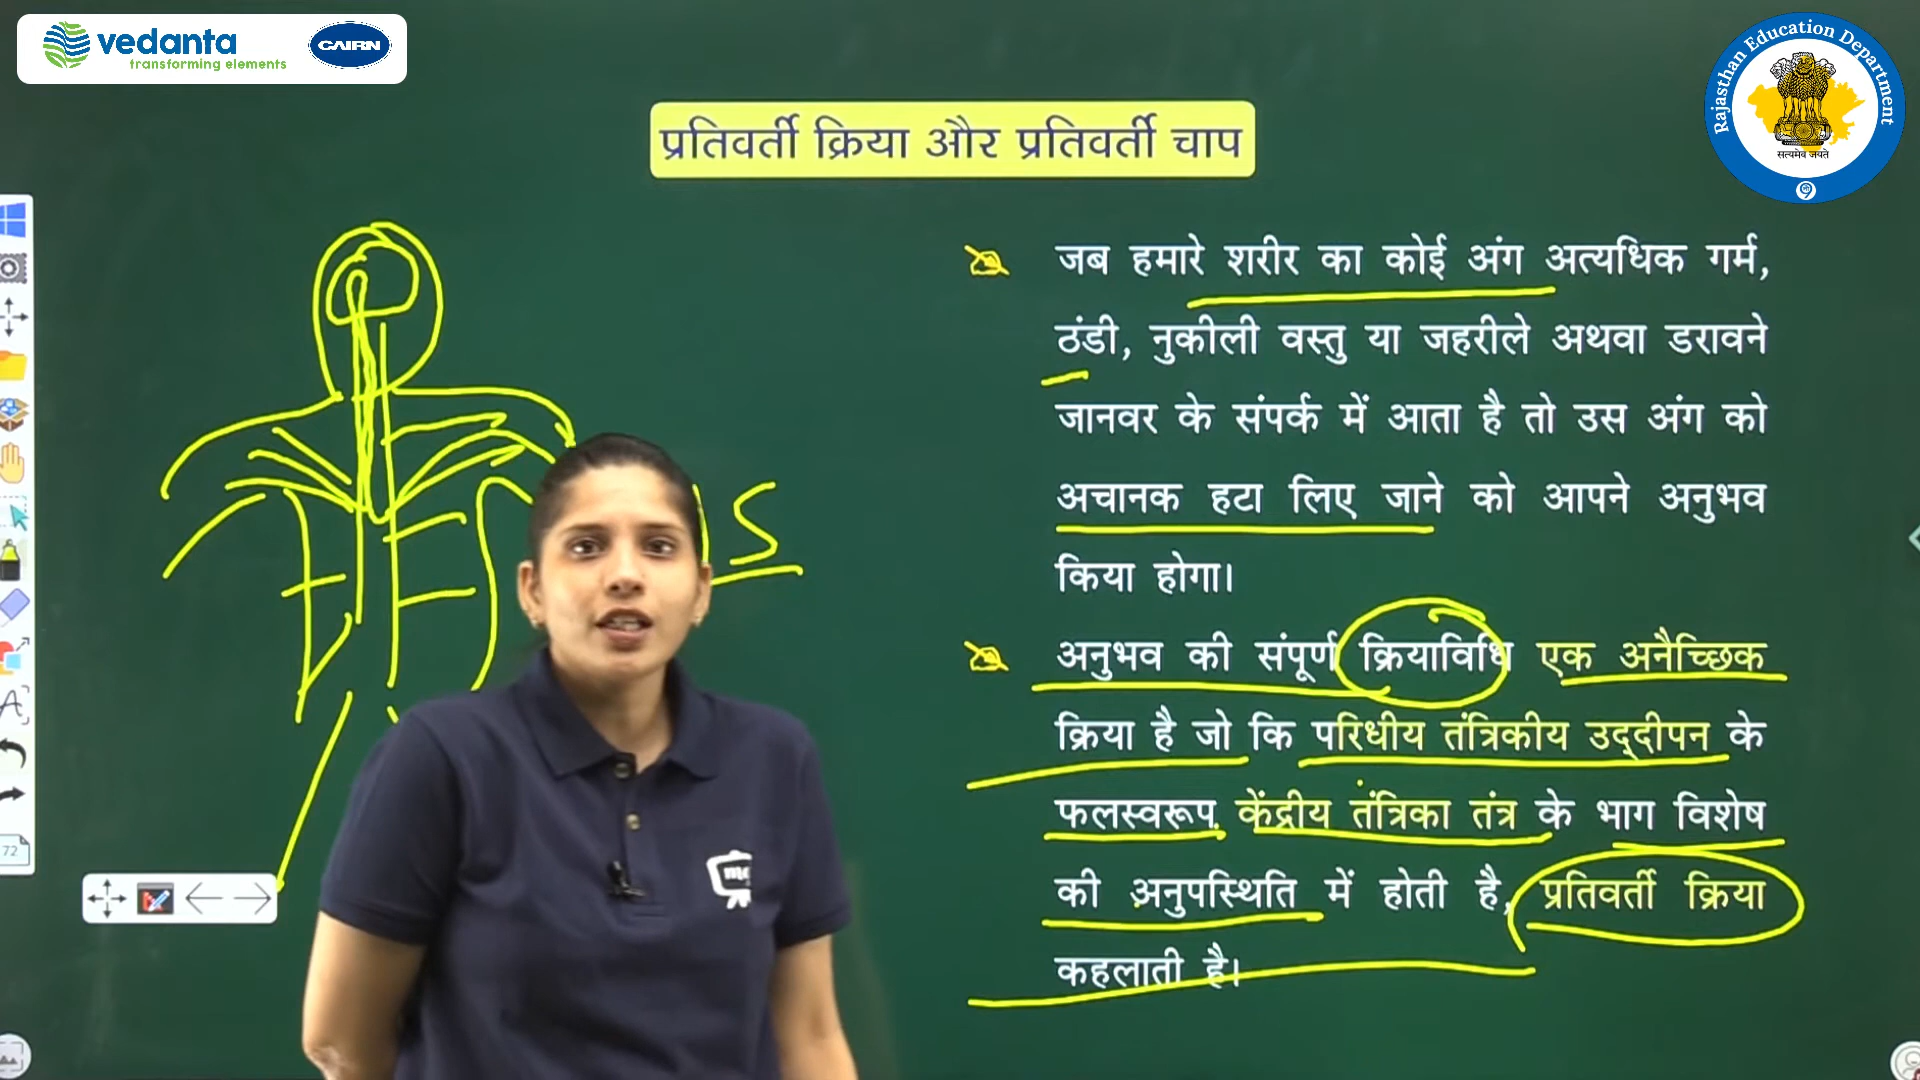 vedanta
transforming elements
CAIRN
Rajasthan Education Department
सत्यमेव जयते
प्रतिवर्ती क्रिया और प्रतिवर्ती चाप
जब हमारे शरीर का कोई अंग अत्यधिक गर्म,
ठंडी, नुकीली वस्तु या जहरीले अथवा डरावने
जानवर के संपर्क में आता है तो उस अंग को
अचानक हटा लिए जाने को आपने अनुभव
किया होगा।
अनुभव की संपूर्ण क्रियाविधि एक अनैच्छिक
क्रिया है जो कि परिधीय तंत्रिकीय उद्दीपन के
फलस्वरूप केंद्रीय तंत्रिका तंत्र के भाग विशेष
की अनुपस्थिति में होती है, प्रतिवर्ती क्रिया
कहलाती है।
S
72